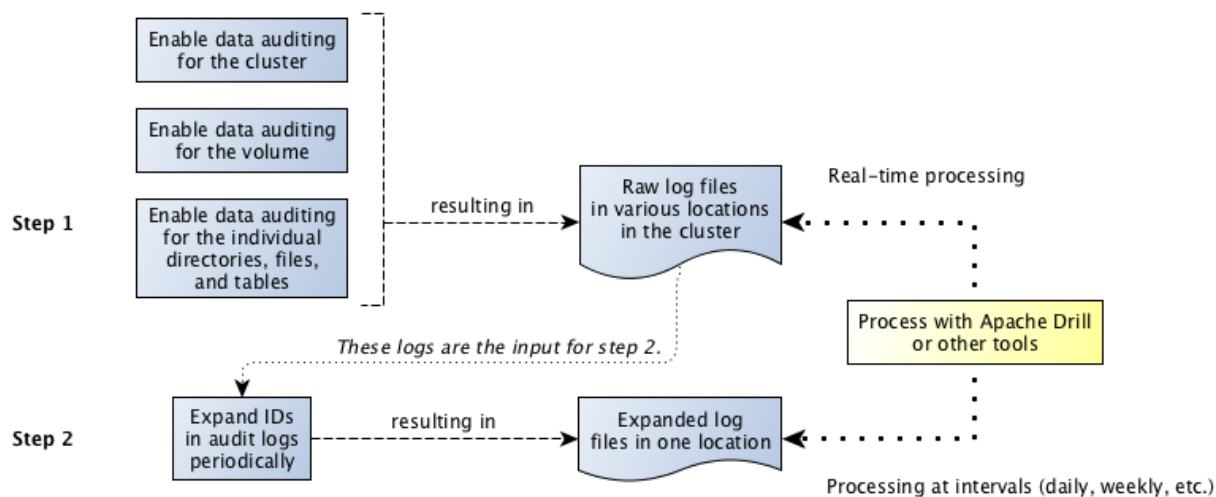 Enable data auditing
for the cluster
Enable data auditing
for the volume
Step 1
Enable data auditing
for the individual
directories, files,
and tables
resulting in
Raw log files
in various locations
in the cluster
Real-time processing
Process with Apache Drill
or other tools
These logs are the input for step 2.
Step 2
Expand IDs
in audit logs
periodically
resulting in
Expanded log
files in one location
Processing at intervals (daily, weekly, etc.)